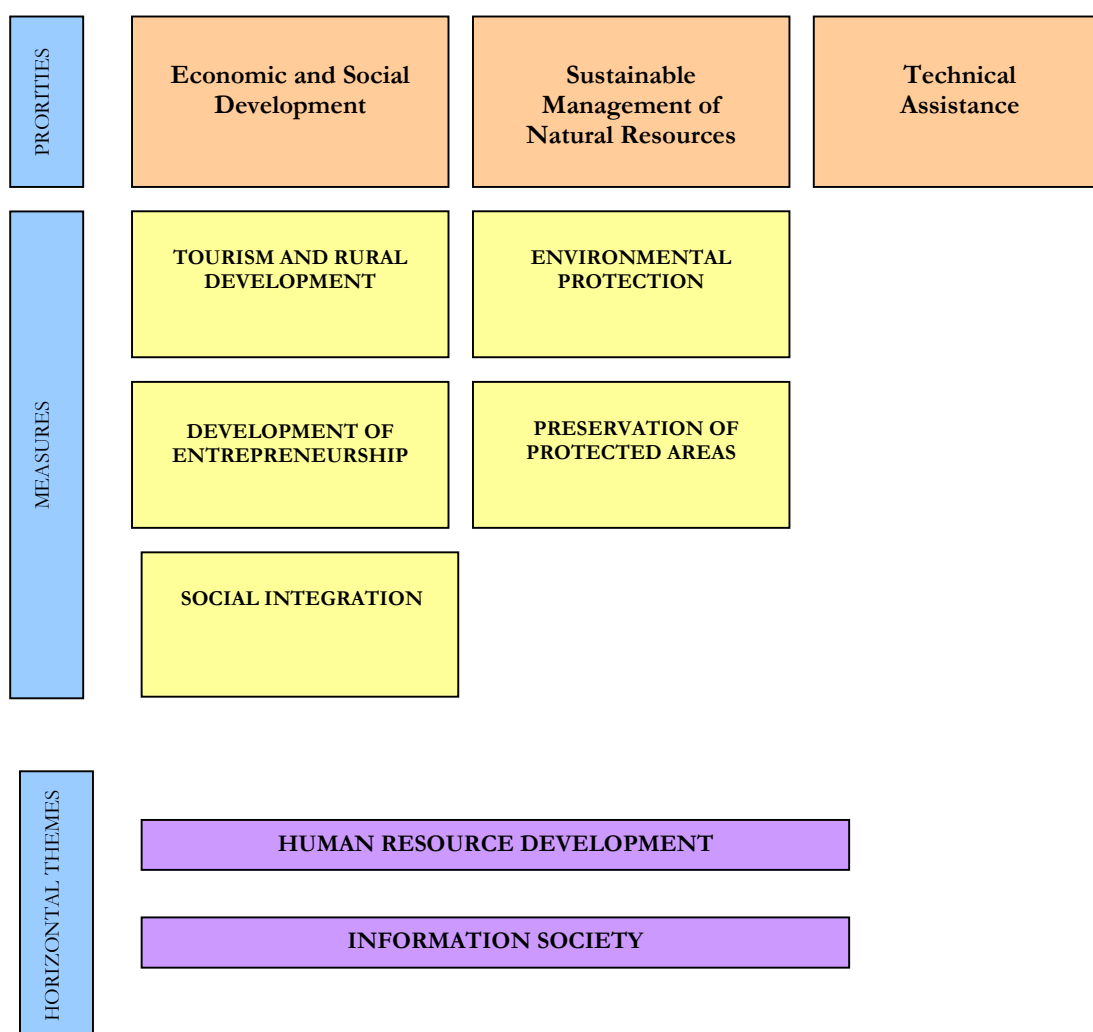 PRORITIES
Economic and Social
Development
Sustainable
Management of
Natural Resources
Technical
Assistance
MEASURES
TOURISM AND RURAL
DEVELOPMENT
ENVIRONMENTAL
PROTECTION
DEVELOPMENT OF
ENTREPRENEURSHIP
PRESERVATION OF
PROTECTED AREAS
SOCIAL INTEGRATION
HORIZONTAL THEMES
HUMAN RESOURCE DEVELOPMENT
INFORMATION SOCIETY